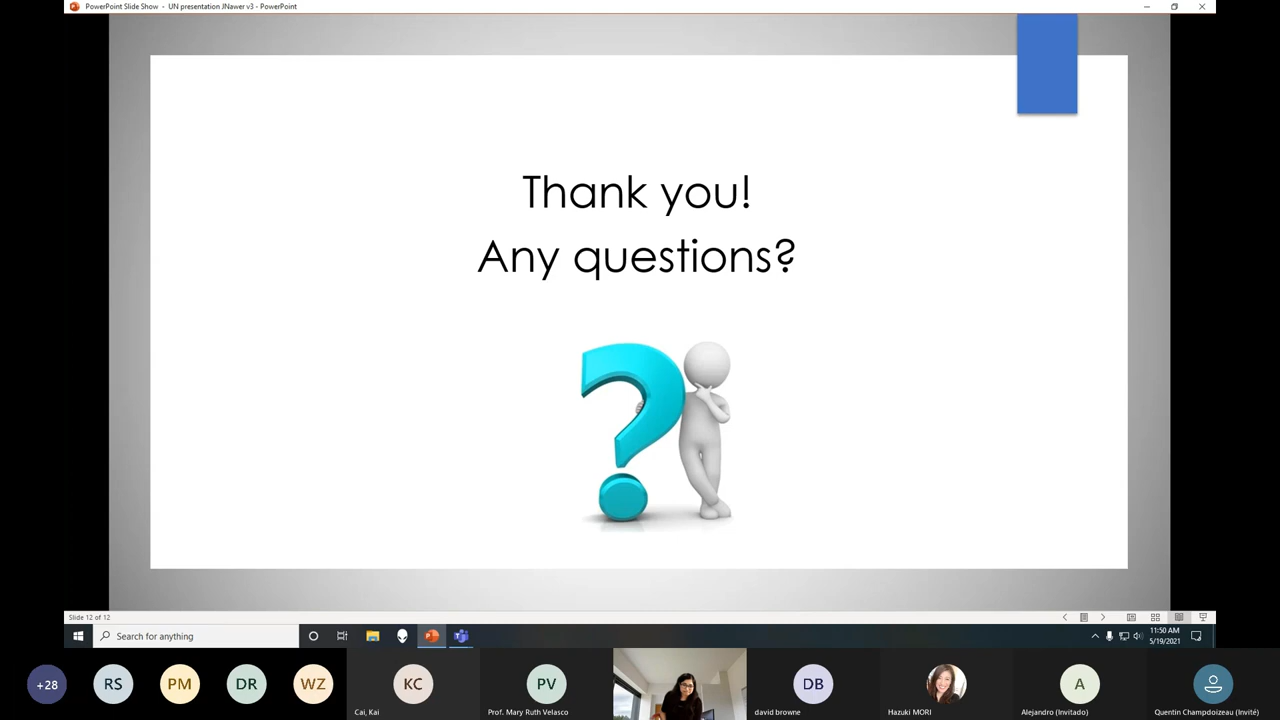 PowerPoint Slide Show - UN presentation JNawer v3 - PowerPoint
Thank you!
Any questions?
Slide 12 of 12
Search for anything
11:50 AM
5/19/2021
+28
RS
PM
DR
WZ
KC
Cai, Kai
PV
Prof. Mary Ruth Velasco
DB
david browne
Hazuki MORI
A
Alejandro (Invitado)
Quentin Champdoizeau (Invité)